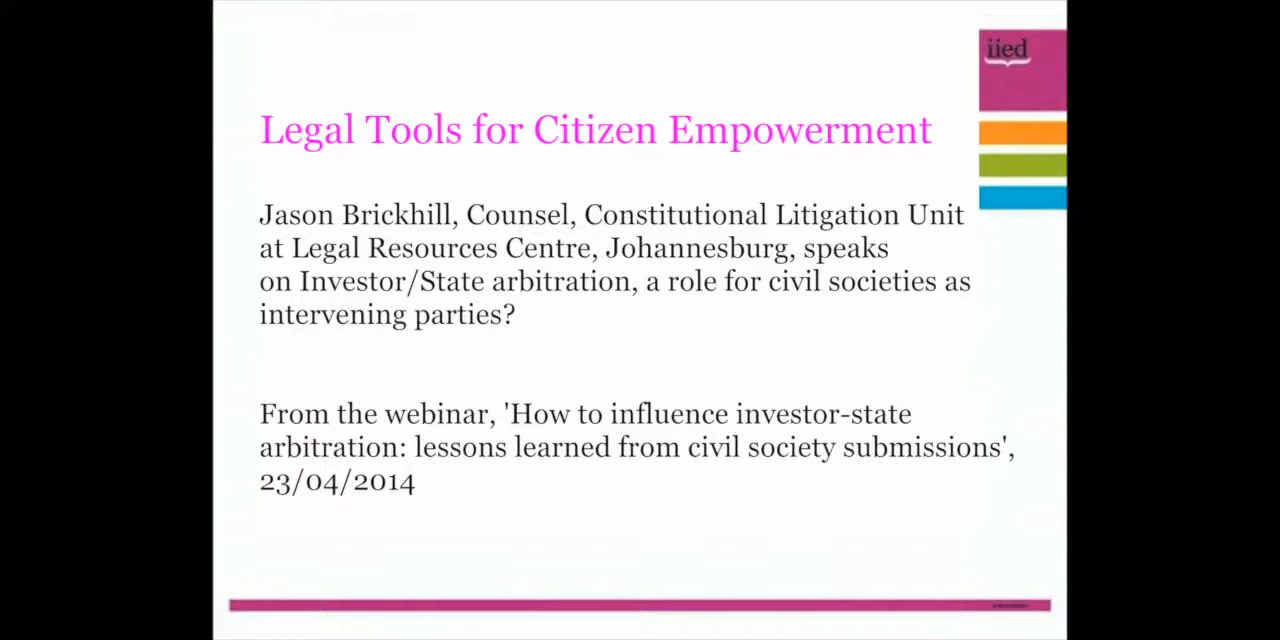 iied
Legal Tools for Citizen Empowerment
Jason Brickhill, Counsel, Constitutional Litigation Unit
at Legal Resources Centre, Johannesburg, speaks
on Investor/State arbitration, a role for civil societies as
intervening parties?
From the webinar, 'How to influence investor-state
arbitration: lessons learned from civil society submissions',
23/04/2014